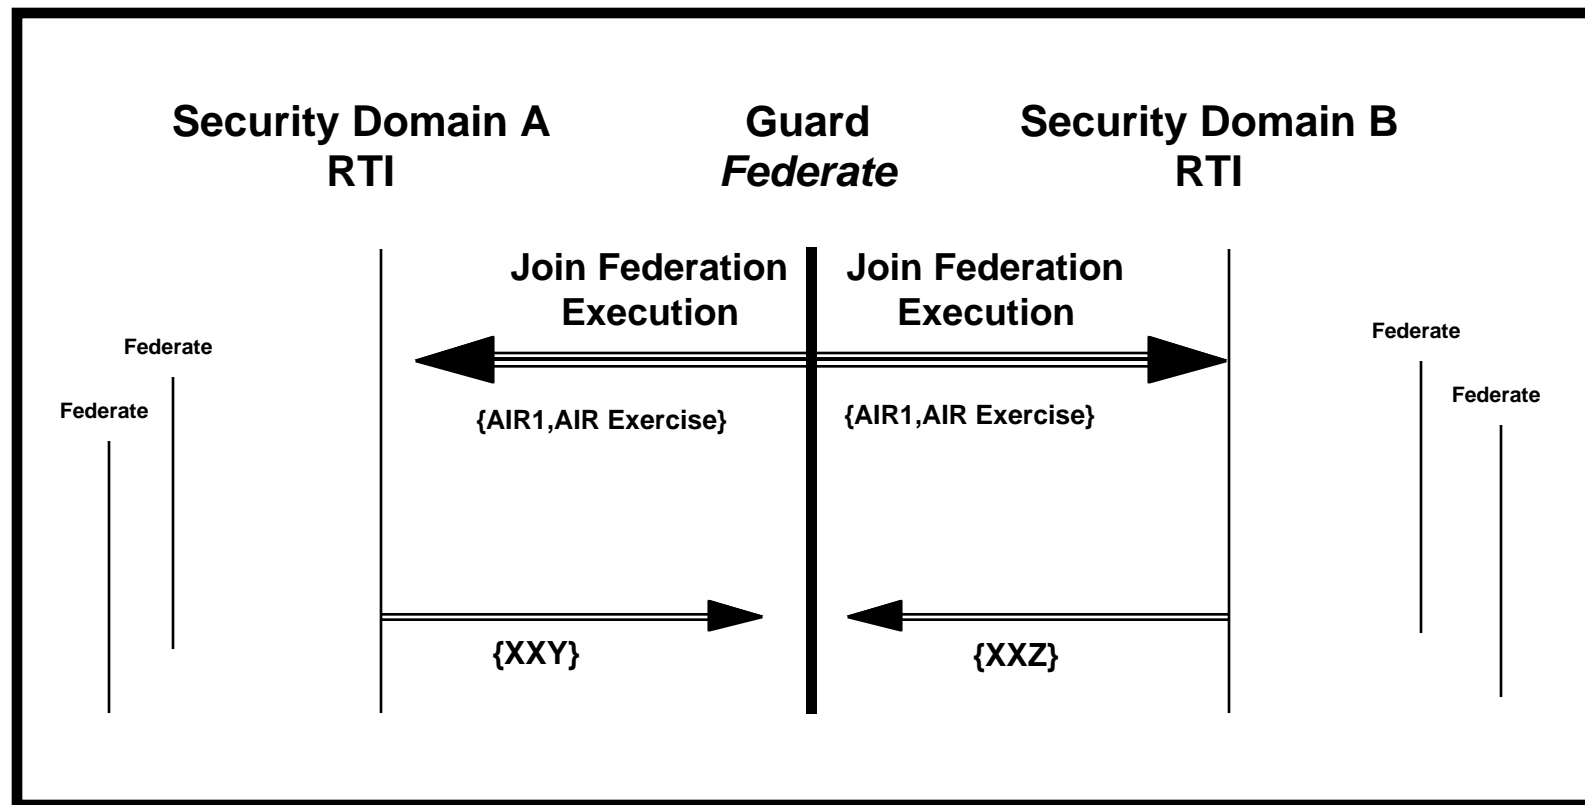 Security Domain A
RTI
Guard
Federate
Security Domain B
RTI
Join Federation
Execution
Join Federation
Execution
Federate
Federate
Federate
Federate
{AIR1,AIR Exercise}
{AIR1,AIR Exercise}
{XXY}
{XXZ}